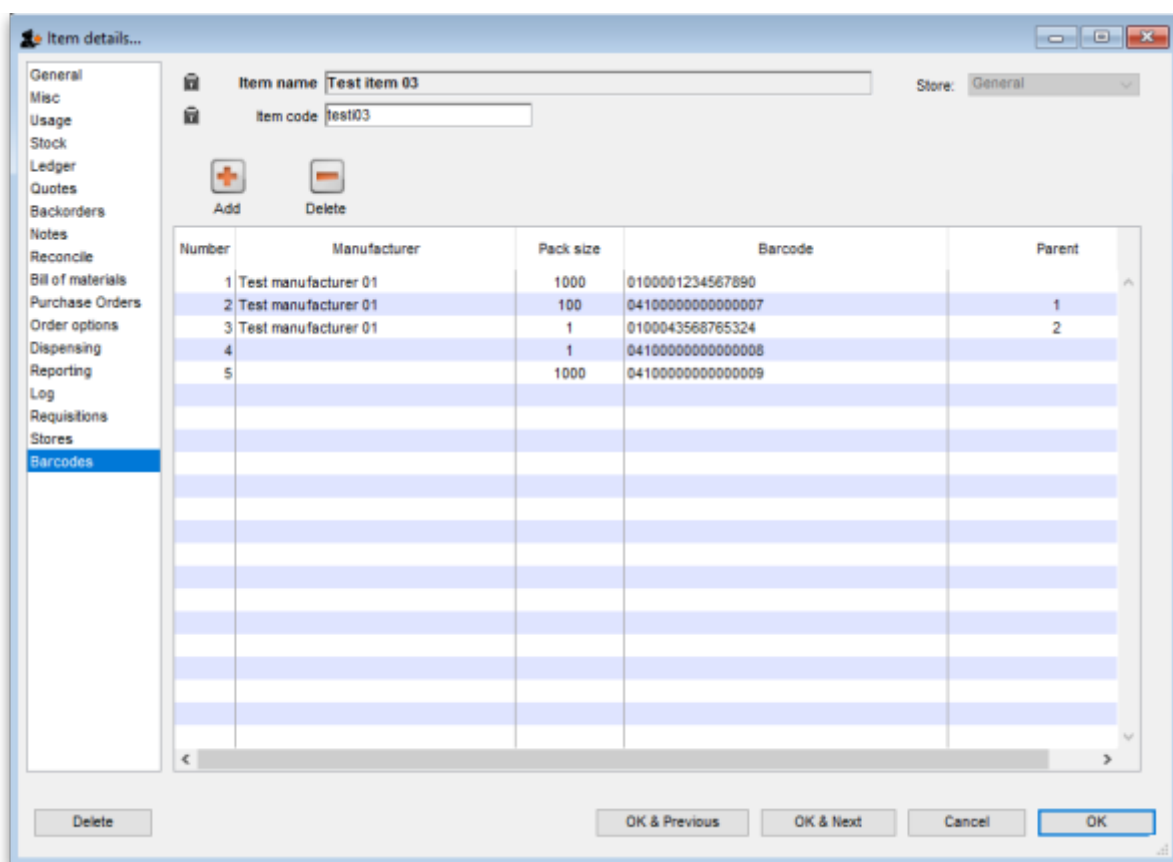 Item details...
General
Misc
Usage
Stock
Ledger
Quotes
Backorders
Notes
Reconcile
Bill of materials
Purchase Orders
Order options
Dispensing
Reporting
Log
Requisitions
Stores
Barcodes
Item name Test item 03 Store: General
Item code testi03
Add Delete
Number Manufacturer Pack size Barcode Parent
1 Test manufacturer 01 1000 0100001234567890
2 Test manufacturer 01 100 04100000000000007 1
3 Test manufacturer 01 1 0100043568765324 2
4 1 04100000000000008
5 1000 04100000000000009
Delete OK & Previous OK & Next Cancel OK